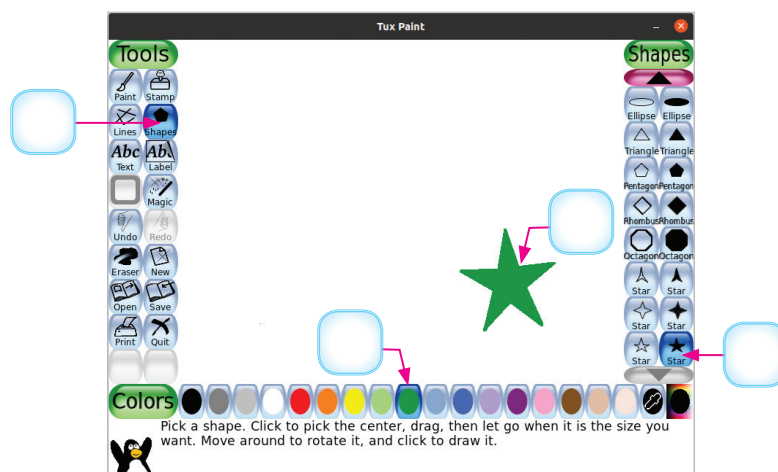 Tux Paint
Tools
Shapes
Paint
Stamp
Lines
Shapes
Abc
Text
Abc
Label
Magic
Undo
Redo
Eraser
New
Open
Save
Print
Quit
Ellipse
Ellipse
Triangle
Triangle
Pentagon
Pentagon
Rhombus
Rhombus
Octagon
Octagon
Star
Star
Star
Star
Star
Star
Colors
Pick a shape. Click to pick the center, drag, then let go when it is the size you
want. Move around to rotate it, and click to draw it.